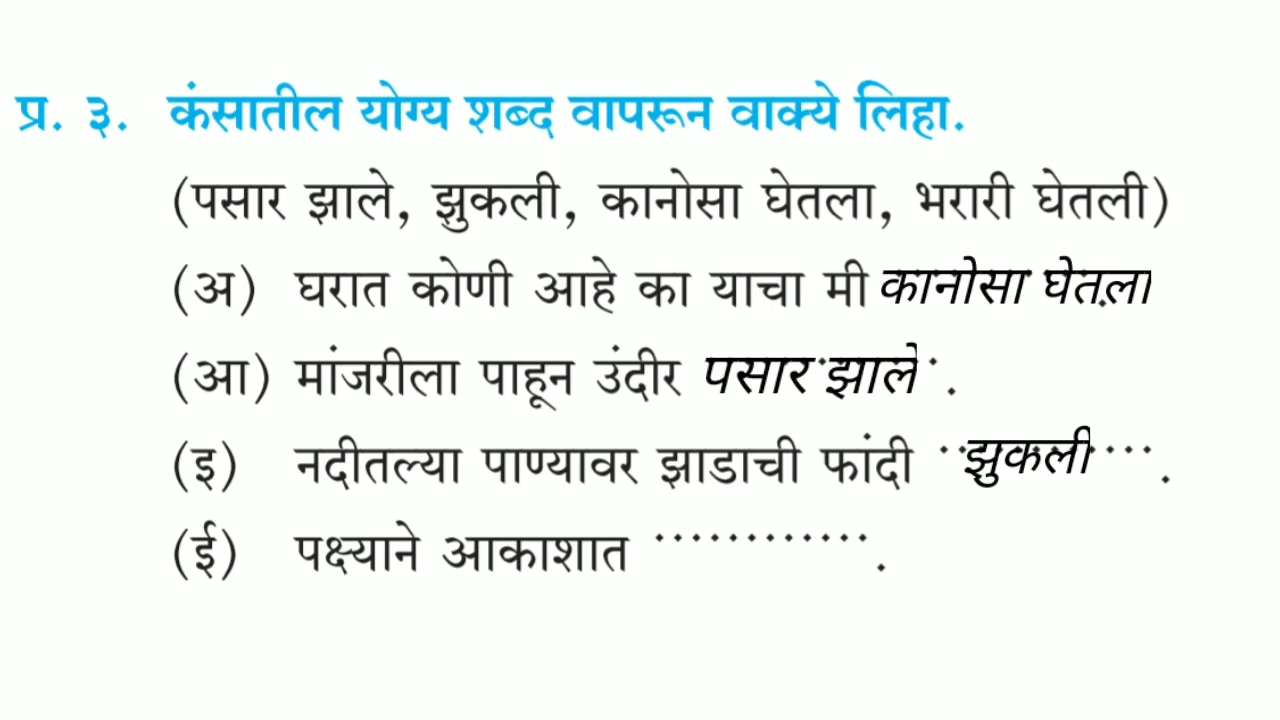 प्र. ३. कंसातील योग्य शब्द वापरून वाक्ये लिहा.
(पसार झाले, झुकली, कानोसा घेतला, भरारी घेतली)
(अ) घरात कोणी आहे का याचा मी कानोसा घेतला
(आ) मांजरीला पाहून उंदीर पसार झाले .
(इ) नदीतल्या पाण्यावर झाडाची फांदी झुकली .
(ई) पक्ष्याने आकाशात ............ .